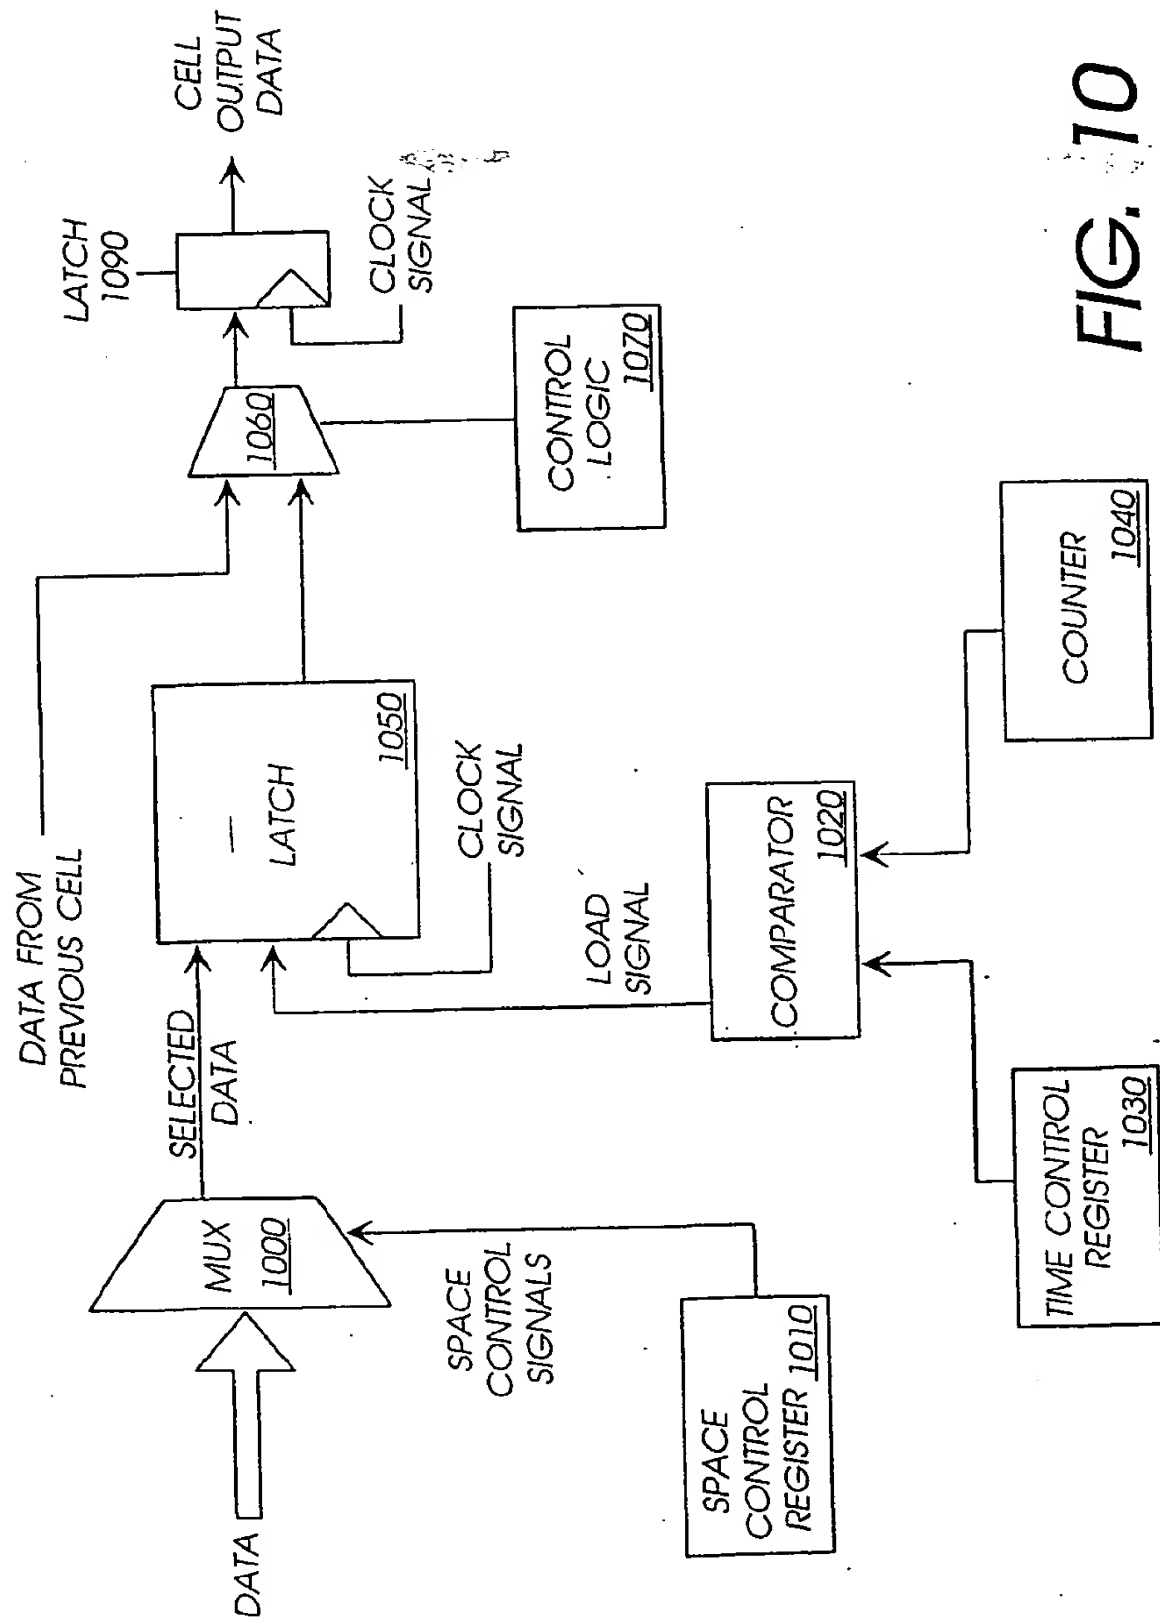 DATA FROM
PREVIOUS CELL
LATCH
1090
CELL
OUTPUT
DATA
DATA
MUX
1000
SELECTED
DATA
LATCH
1050
1060
CLOCK
SIGNAL
SPACE
CONTROL
SIGNALS
LOAD
SIGNAL
CLOCK
SIGNAL
CONTROL
LOGIC
1070
SPACE
CONTROL
REGISTER 1010
COMPARATOR
1020
TIME CONTROL
REGISTER
1030
COUNTER
1040
FIG. 10